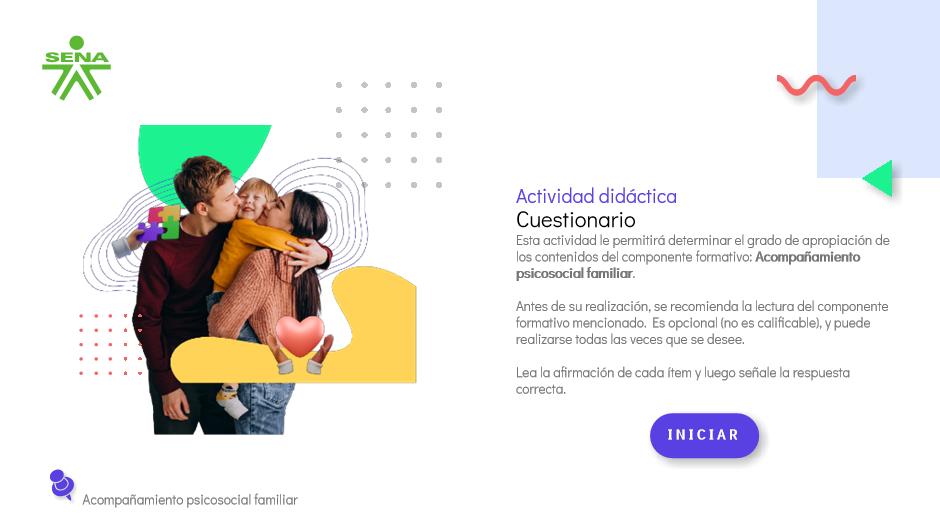 SENA
Actividad didáctica
Cuestionario
Esta actividad le permitirá determinar el grado de apropiación de
los contenidos del componente formativo: Acompañamiento
psicosocial familiar.
Antes de su realización, se recomienda la lectura del componente
formativo mencionado. Es opcional (no es calificable), y puede
realizarse todas las veces que se desee.
Lea la afirmación de cada ítem y luego señale la respuesta
correcta.
INICIAR
Acompañamiento psicosocial familiar